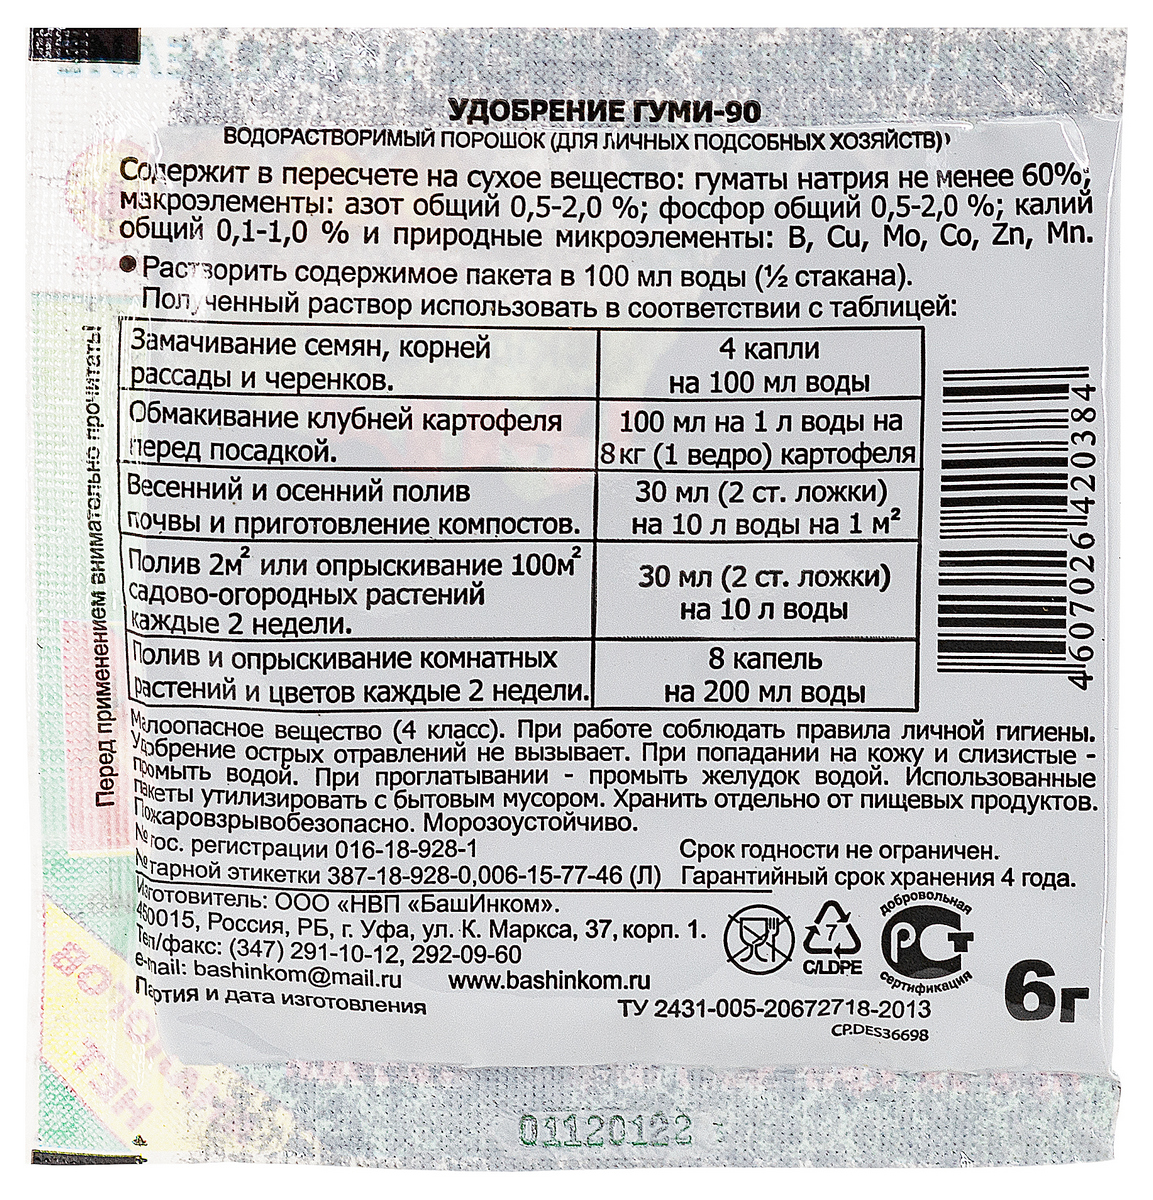 УДОБРЕНИЕ ГУМИ-90
ВОДОРАСТВОРИМЫЙ ПОРОШОК (ДЛЯ ЛИЧНЫХ ПОДСОБНЫХ ХОЗЯЙСТВ)
Содержит в пересчете на сухое вещество: гуматы натрия не менее 60%,
макроэлементы: азот общий 0,5-2,0 %; фосфор общий 0,5-2,0 %; калий
общий 0,1-1,0 % и природные микроэлементы: B, Cu, Mo, Co, Zn, Mn.
• Растворить содержимое пакета в 100 мл воды (½ стакана).
Полученный раствор использовать в соответствии с таблицей:
Замачивание семян, корней
рассады и черенков.
4 капли
на 100 мл воды
Обмакивание клубней картофеля
перед посадкой.
100 мл на 1 л воды на
8 кг (1 ведро) картофеля
Весенний и осенний полив
почвы и приготовление компостов.
30 мл (2 ст. ложки)
на 10 л воды на 1 м²
Полив 2м² или опрыскивание 100м²
садово-огородных растений
каждые 2 недели.
30 мл (2 ст. ложки)
на 10 л воды
Полив и опрыскивание комнатных
растений и цветов каждые 2 недели.
8 капель
на 200 мл воды
Перед применением внимательно прочитать!
4 607026 420384
Малоопасное вещество (4 класс). При работе соблюдать правила личной гигиены.
Удобрение острых отравлений не вызывает. При попадании на кожу и слизистые -
промыть водой. При проглатывании - промыть желудок водой. Использованные
пакеты утилизировать с бытовым мусором. Хранить отдельно от пищевых продуктов.
Пожаровзрывобезопасно. Морозоустойчиво.
№ гос. регистрации 016-18-928-1
Срок годности не ограничен.
№ тарной этикетки 387-18-928-0,006-15-77-46 (Л)
Гарантийный срок хранения 4 года.
Изготовитель: ООО «НВП «БашИнком».
450015, Россия, РБ, г. Уфа, ул. К. Маркса, 37, корп. 1.
Тел/факс: (347) 291-10-12, 292-09-60
e-mail: bashinkom@mail.ru www.bashinkom.ru
Партия и дата изготовления
7
C/LDPE
добровольная
РСТ
сертификация
6г
ТУ 2431-005-20672718-2013
CP.DES36698
01120122